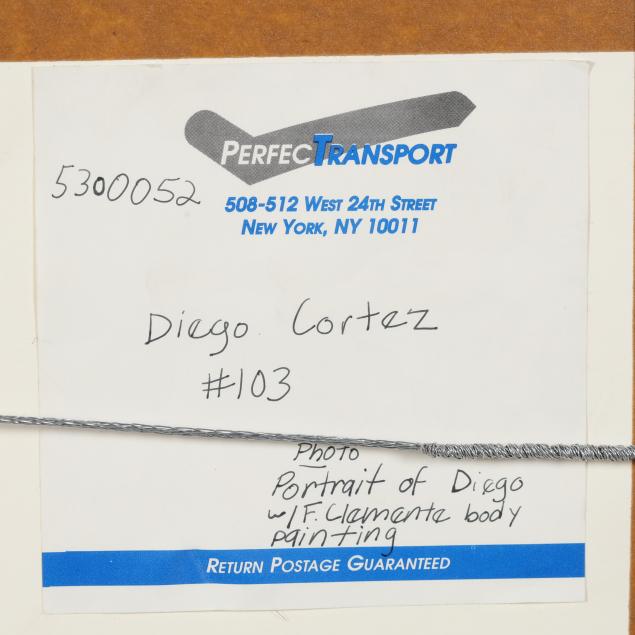 PERFECTRANSPORT
5300052
508-512 WEST 24TH STREET
NEW YORK, NY 10011
Diego Cortez
#103
Photo
Portrait of Diego
w/F. Clemente body
painting
RETURN POSTAGE GUARANTEED